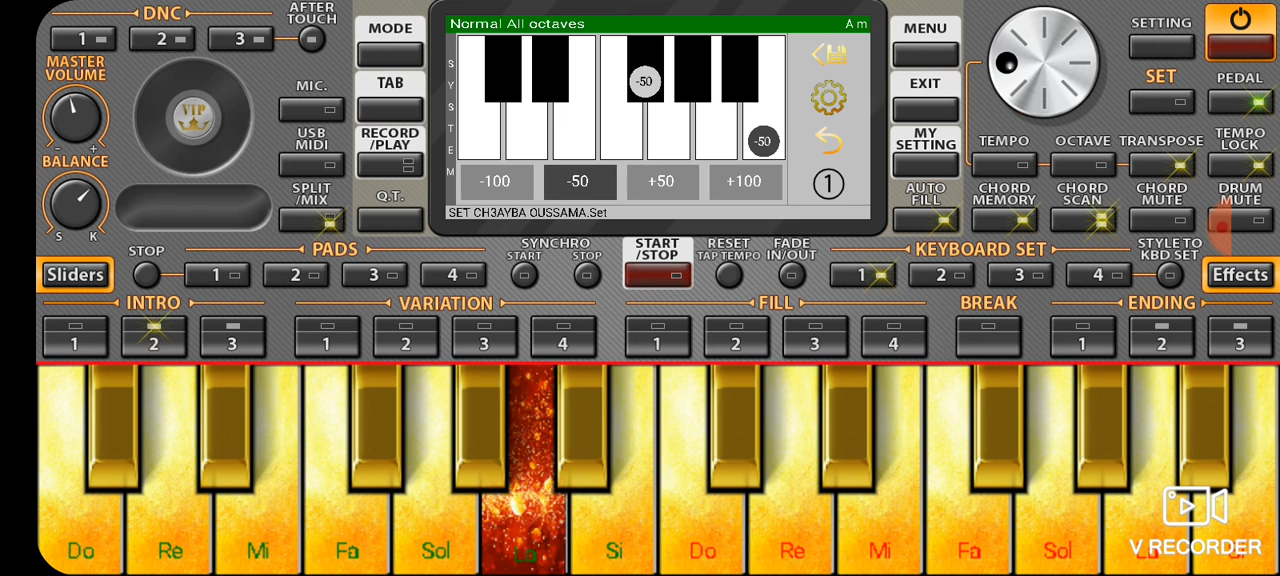 DNC
AFTER TOUCH
1 2 3
MASTER VOLUME
- +
BALANCE
S K
VIP
MIC.
USB MIDI
SPLIT /MIX
MODE
TAB
RECORD /PLAY
Q.T.
Normal All octaves Am
SYSTEM
-50
-50
-100 -50 +50 +100
1
SET CH3AYBA OUSSAMA.Set
MENU
EXIT
MY SETTING
AUTO FILL
SETTING
SET
PEDAL
TEMPO OCTAVE TRANSPOSE TEMPO LOCK
CHORD MEMORY CHORD SCAN CHORD MUTE DRUM MUTE
Sliders
STOP
PADS
1 2 3 4
SYNCHRO
START STOP
START /STOP
RESET TAP TEMPO
FADE IN/OUT
KEYBOARD SET
1 2 3 4
STYLE TO KBD SET
Effects
INTRO VARIATION FILL BREAK ENDING
1 2 3 1 2 3 4 1 2 3 4 1 2 3
Do Re Mi Fa Sol La Si Do Re Mi Fa Sol La Si
V RECORDER